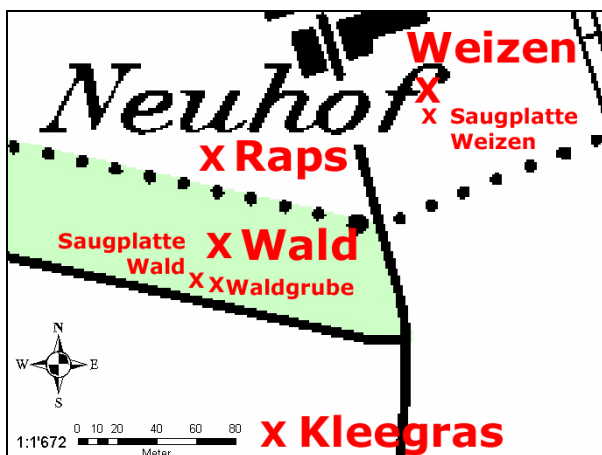 Weizen
Neuhof
X
X Saugplatte
Weizen
X Raps
X Wald
Saugplatte
Wald X
X Waldgrube
N
W E
S
0 10 20 40 60 80
1:1'672
Meter
X Kleegras